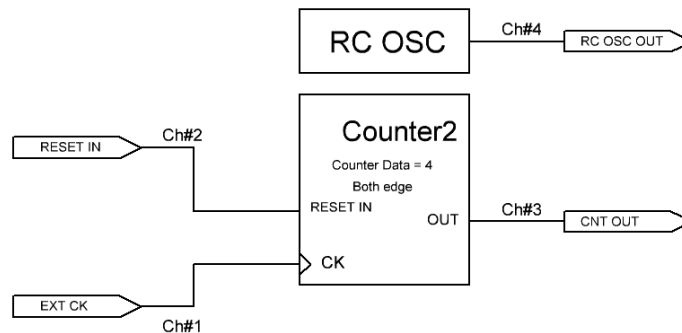 RC OSC
Ch#4
RC OSC OUT
Counter2
Counter Data = 4
Both edge
Ch#2
RESET IN
RESET IN
OUT
Ch#3
CNT OUT
CK
EXT CK
Ch#1